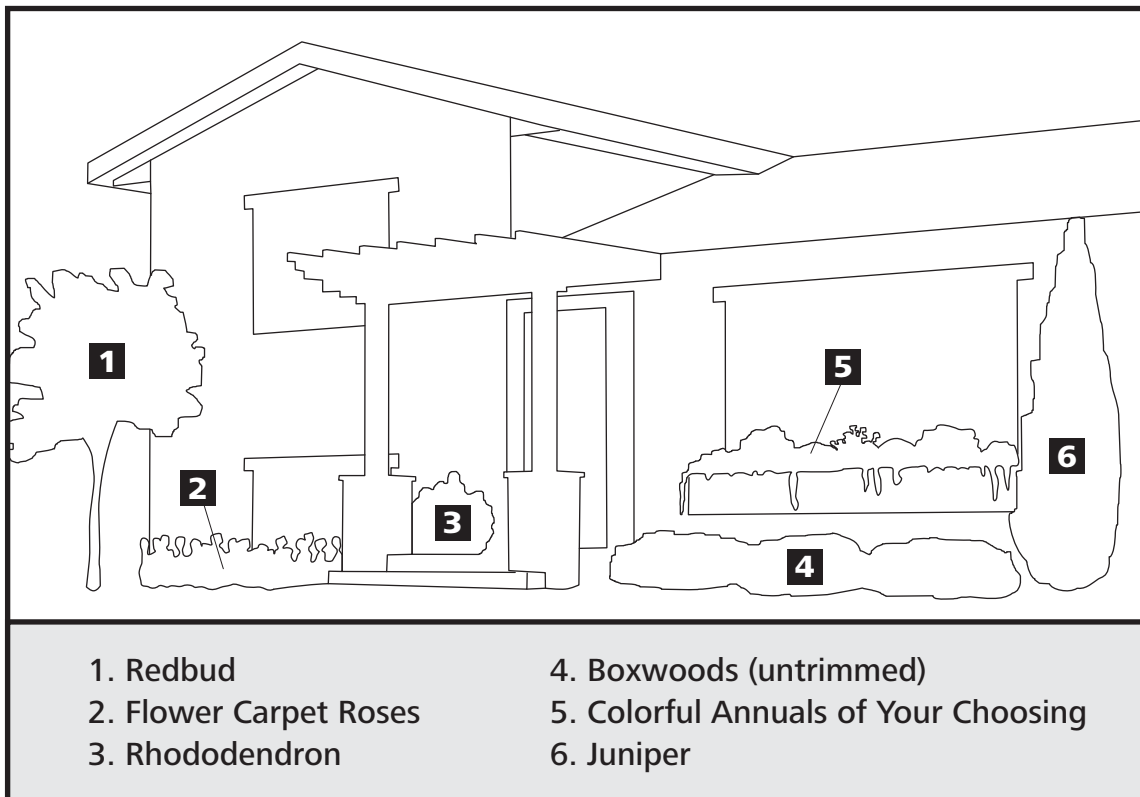 1
5
6
2
3
4
1. Redbud
2. Flower Carpet Roses
3. Rhododendron
4. Boxwoods (untrimmed)
5. Colorful Annuals of Your Choosing
6. Juniper